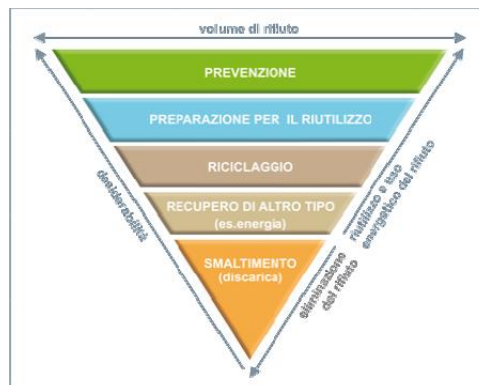 volume di rifiuto
PREVENZIONE
PREPARAZIONE PER IL RIUTILIZZO
RICICLAGGIO
RECUPERO DI ALTRO TIPO
(es.energia)
SMALTIMENTO
(discarica)
desiderabilità
riutilizzo e uso
energetico del rifiuto
eliminazione
del rifiuto